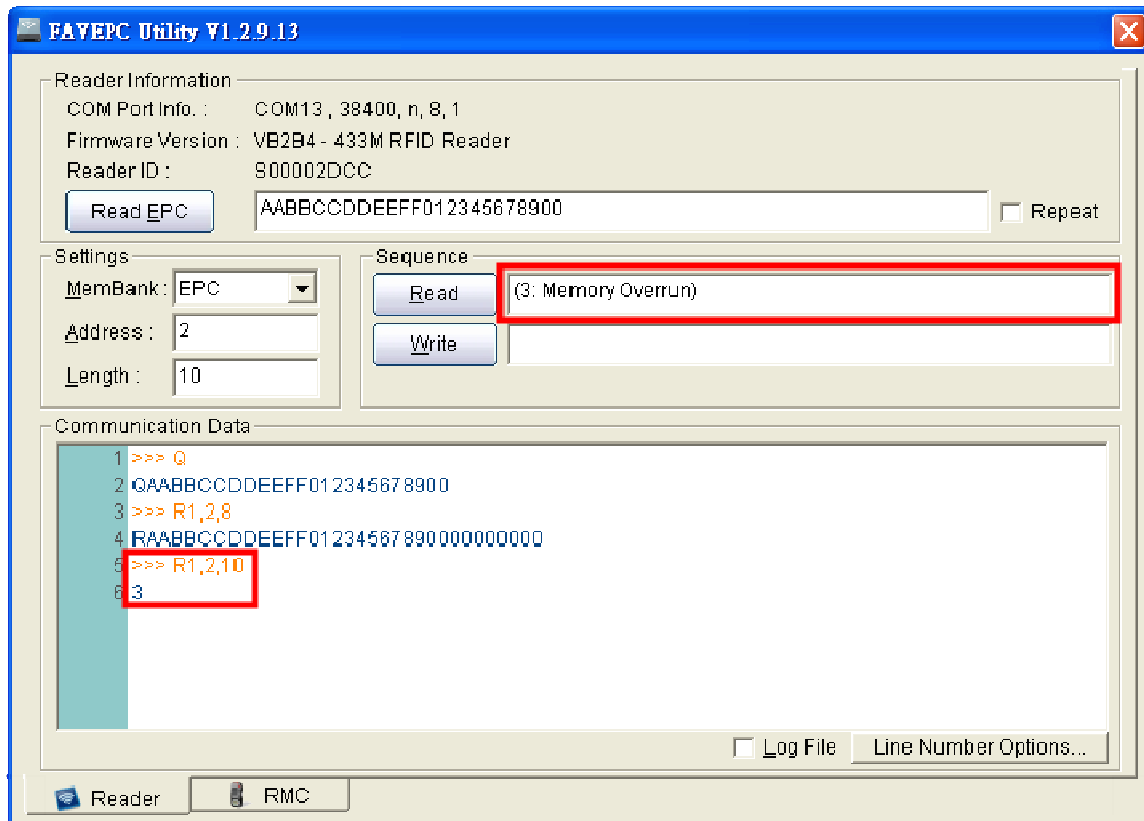 FAVEPC Utility V1.2.9.13
Reader Information
COM Port Info. : COM13 , 38400, n, 8, 1
Firmware Version : VB2B4 - 433M RFID Reader
Reader ID : S00002DCC
Read EPC AABBCCDDEEFF012345678900 Repeat
Settings
MemBank : EPC
Address : 2
Length : 10
Sequence
Read (3: Memory Overrun)
Write
Communication Data
1 >>> Q
2 QAABBCCDDEEFF012345678900
3 >>> R1,2,8
4 RAABBCCDDEEFF01234567890000000000
5 >>> R1,2,10
6 3
Log File Line Number Options...
Reader RMC